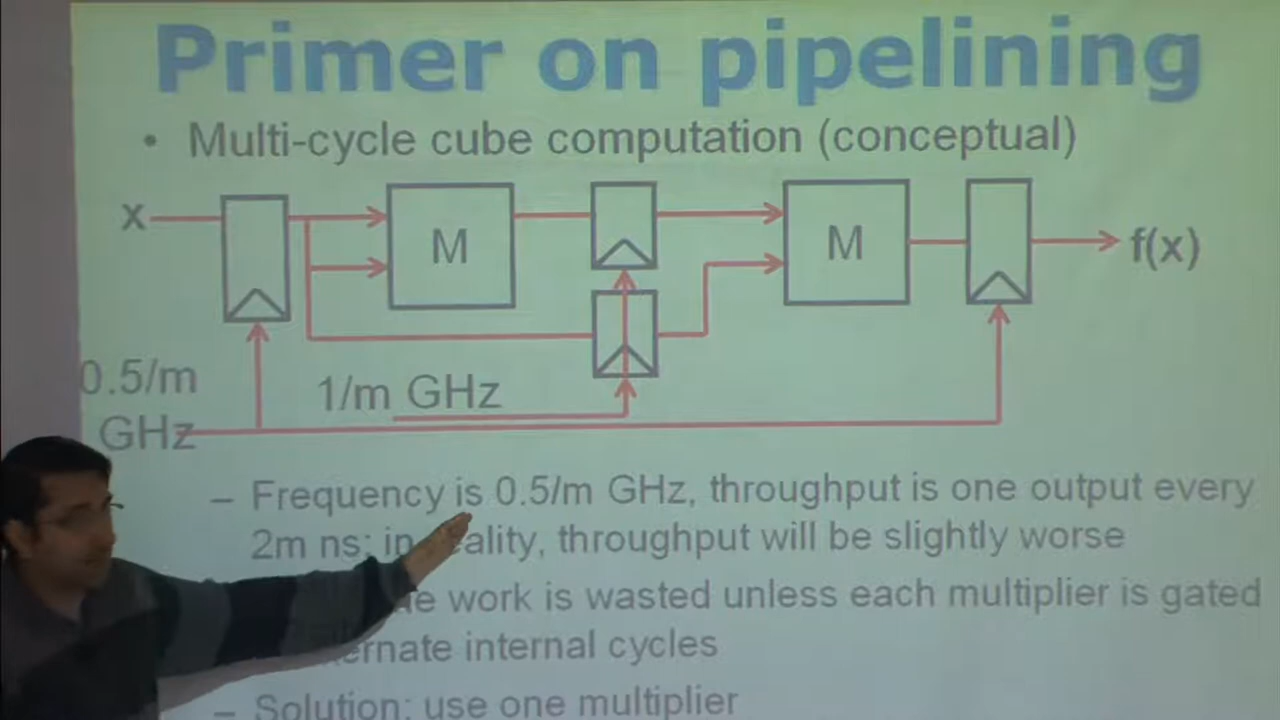 Primer on pipelining
• Multi-cycle cube computation (conceptual)
x
M
M
f(x)
0.5/m
GHz
1/m GHz
– Frequency is 0.5/m GHz, throughput is one output every
2m ns; in reality, throughput will be slightly worse
work is wasted unless each multiplier is gated
internal cycles
– Solution: use one multiplier